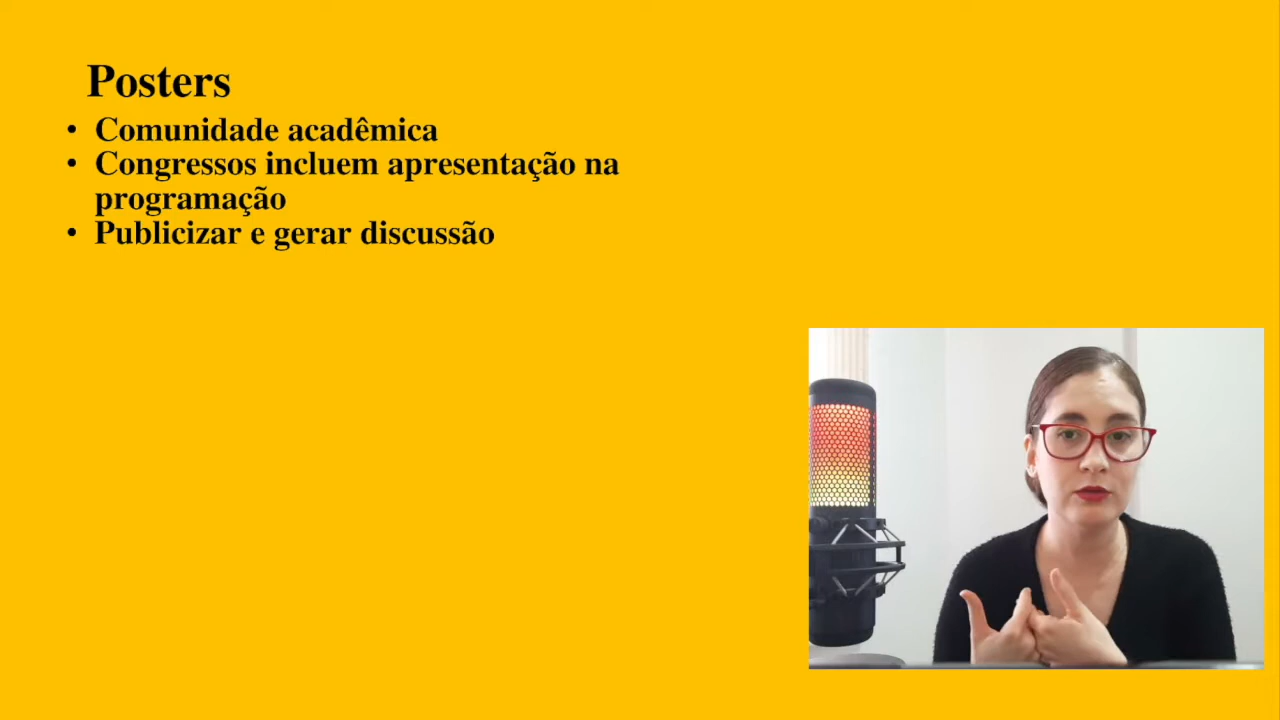 Posters
• Comunidade acadêmica
• Congressos incluem apresentação na
programação
• Publicizar e gerar discussão